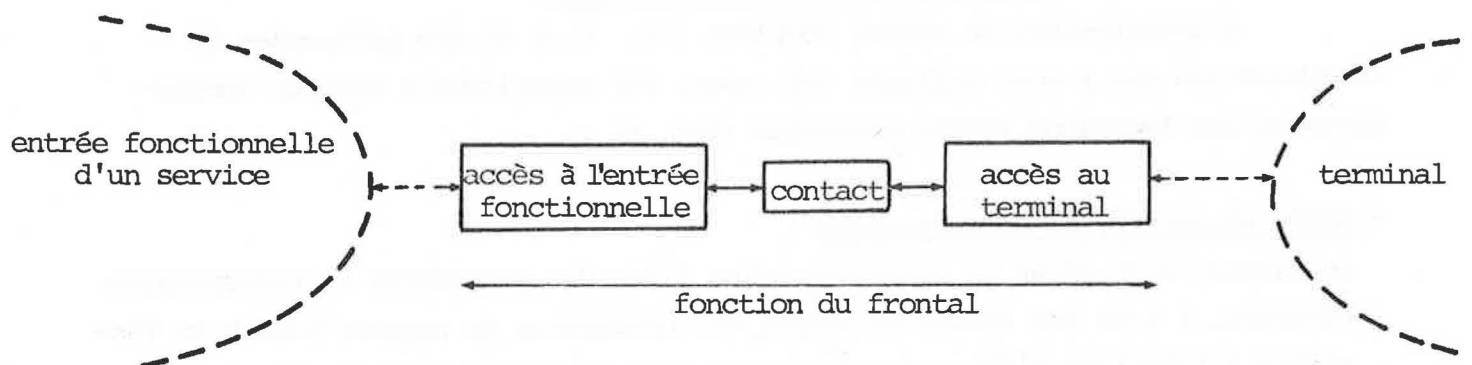 entrée fonctionnelle
d'un service
accès à l'entrée
fonctionnelle
contact
accès au
terminal
terminal
fonction du frontal